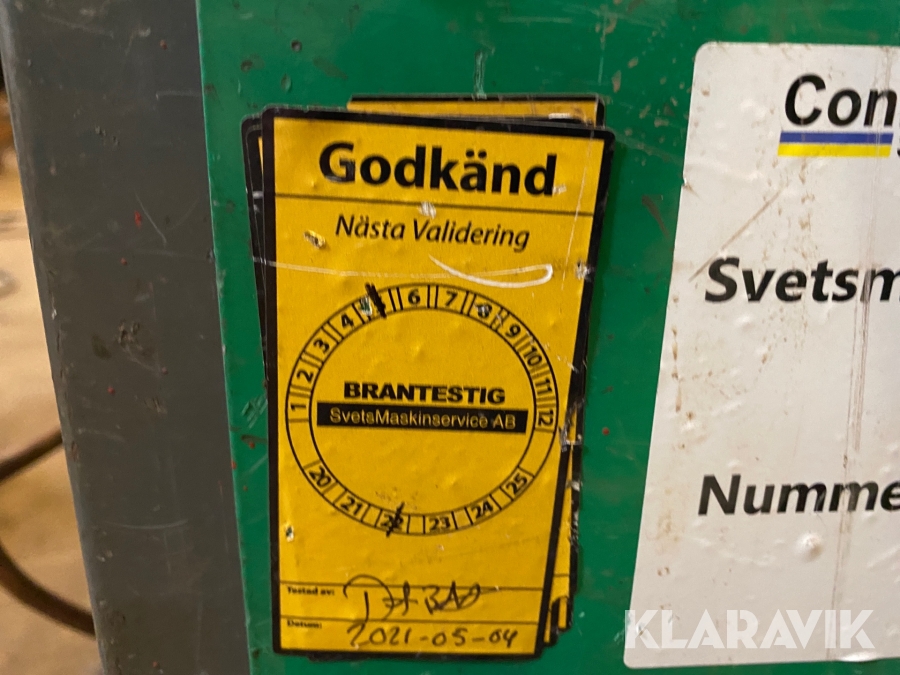 Godkänd
Nästa Validering
1 2 3 4 5 6 7 8 9 10 11 12
BRANTESTIG
SvetsMaskinservice AB
20 21 22 23 24 25
Testad av:
Datum:
2021-05-04
Con
Svetsm
Numme
KLARAVIK